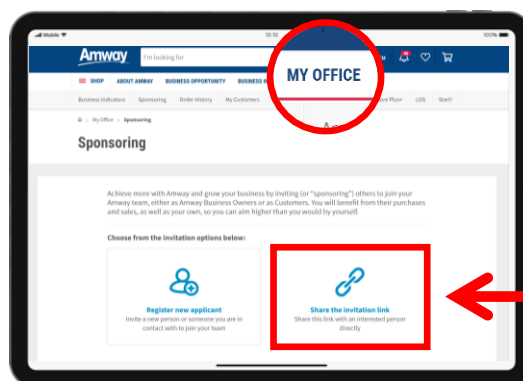 Mobile
10:10
100%
Amway
I'm looking for
MY OFFICE
SHOP ABOUT AMWAY BUSINESS OPPORTUNITY BUSINESS
Business Indicators Sponsoring Order History My Customers
LOS Start!
My Office > Sponsoring
Sponsoring
Achieve more with Amway and grow your business by inviting (or "sponsoring") others to join your
Amway team, either as Amway Business Owners or as Customers. You will benefit from their purchases
and sales, as well as your own, so you can aim higher than you would by yourself.
Choose from the invitation options below:
Register new applicant
Invite a new person or someone you are in
contact with to join your team
Share the invitation link
Share this link with an interested person
directly